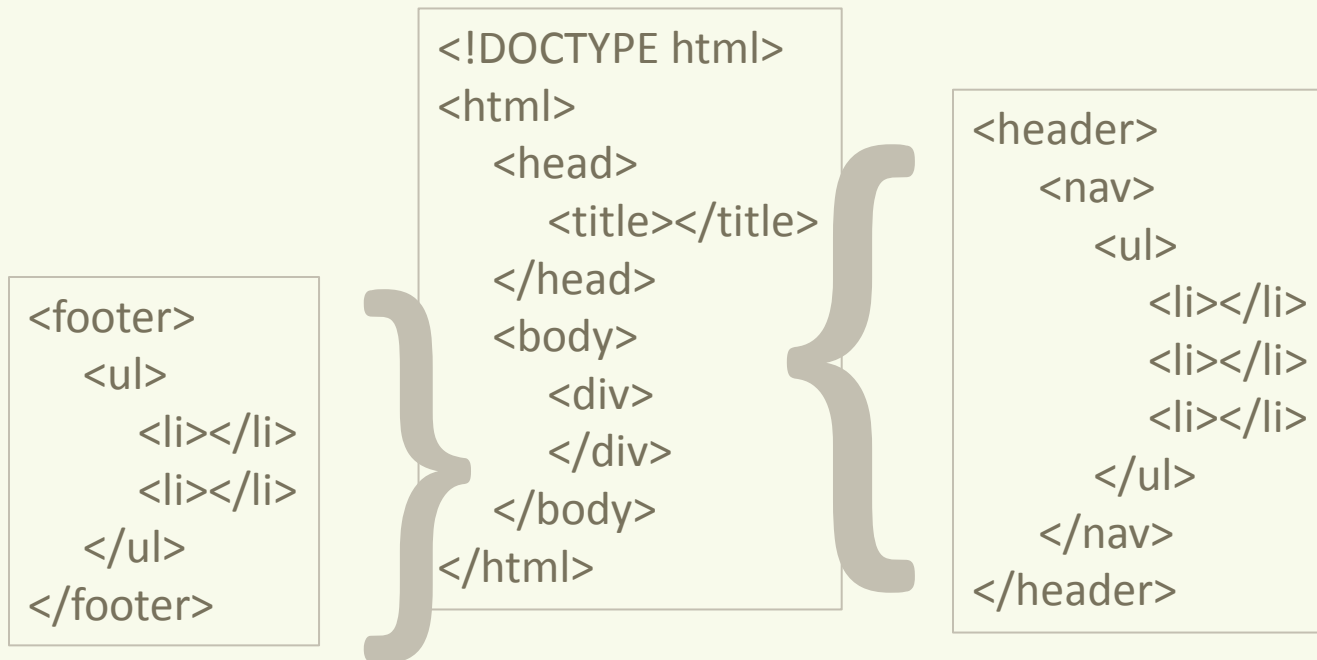 <footer>
<ul>
<li></li>
<li></li>
</ul>
</footer>
}
<!DOCTYPE html>
<html>
<head>
<title></title>
</head>
<body>
<div>
</div>
</body>
</html>
{
<header>
<nav>
<ul>
<li></li>
<li></li>
<li></li>
</ul>
</nav>
</header>